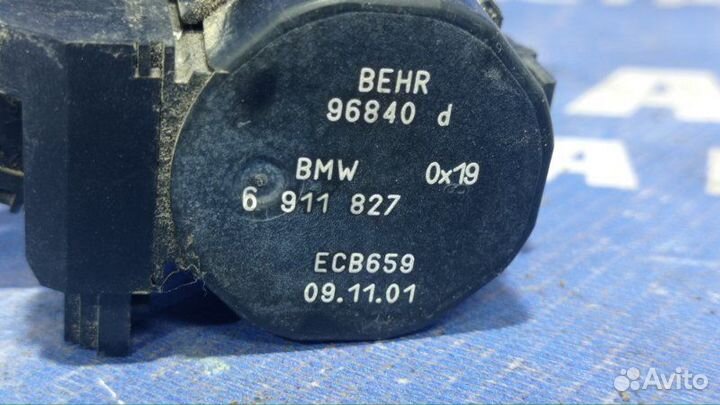 BEHR
96840 d
BMW 0x19
6 911 827
ECB659
09.11.01
Avito